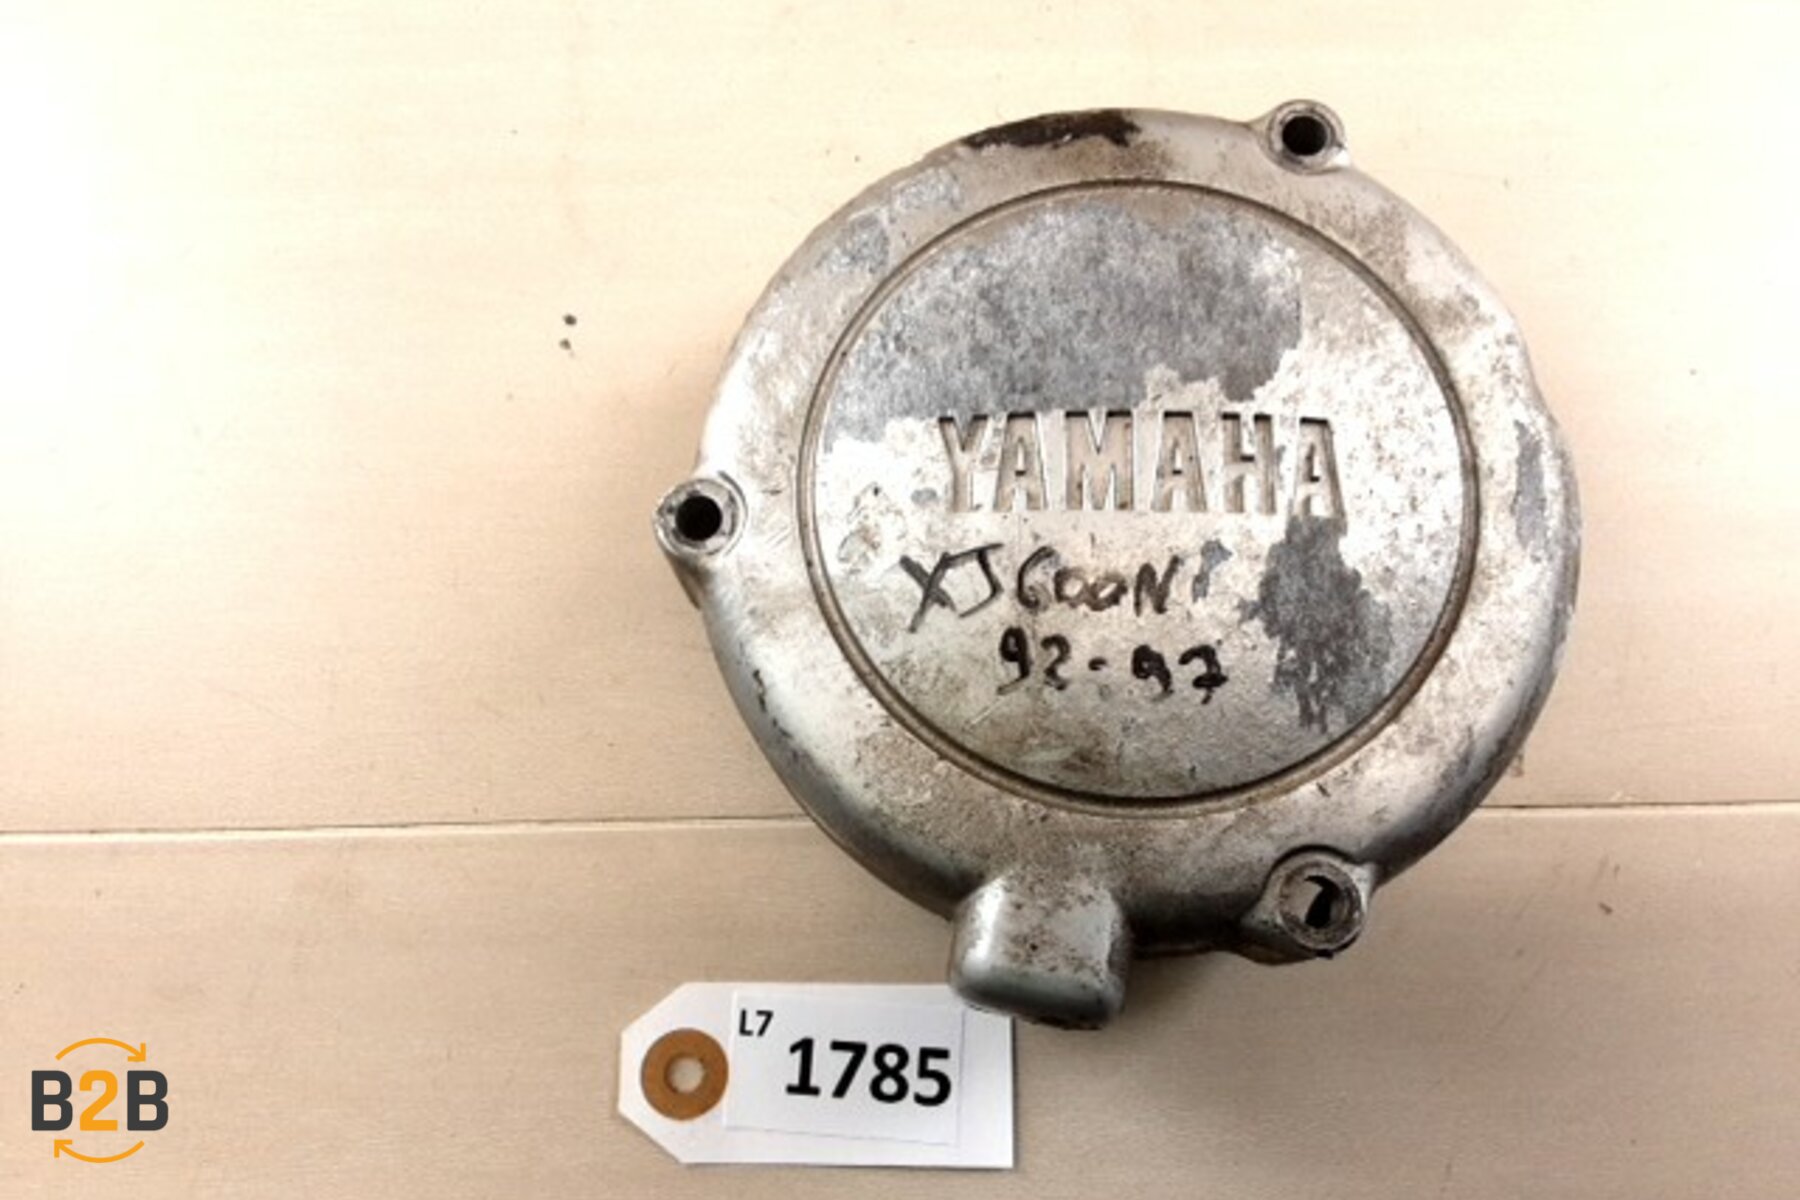 YAMAHA
XJ600N
92-97
L7
1785
B2B